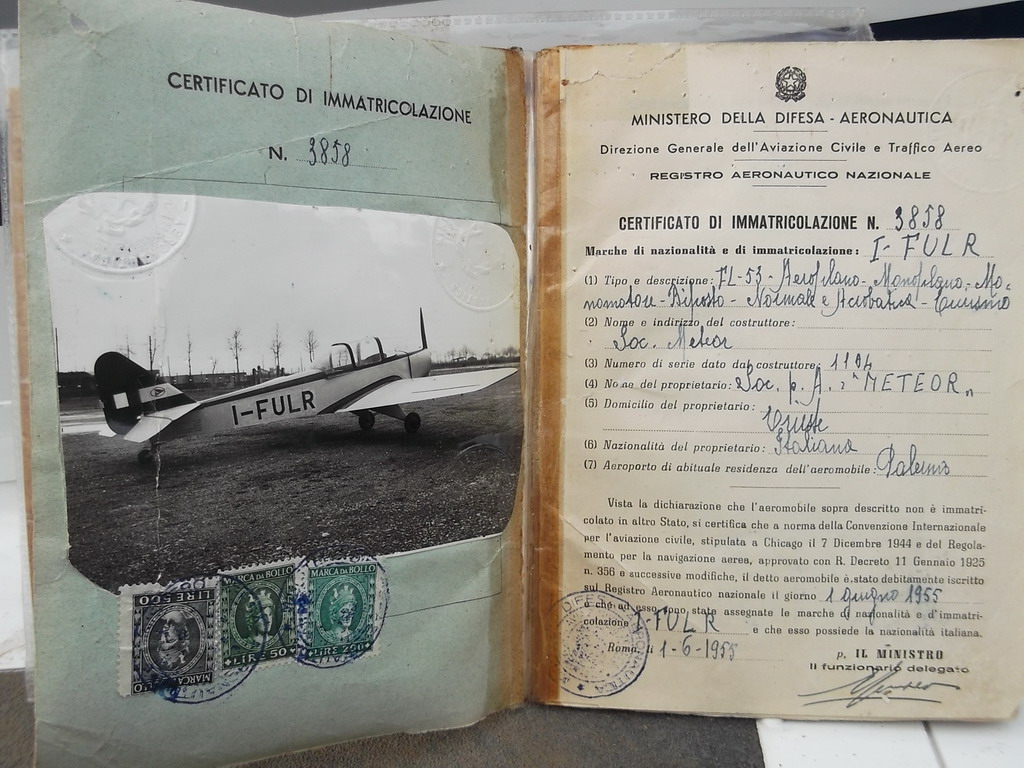 CERTIFICATO DI IMMATRICOLAZIONE
N. 3858
I-FULR
LIRE 500
MARCA DA BOLLO
LIRE 50
MARCA DA BOLLO
LIRE 200
MINISTERO DELLA DIFESA - AERONAUTICA
Direzione Generale dell'Aviazione Civile e Traffico Aereo
REGISTRO AERONAUTICO NAZIONALE
CERTIFICATO DI IMMATRICOLAZIONE N. 3858
Marche di nazionalità e di immatricolazione: I-FULR
(1) Tipo e descrizione: FL-53 - Aeroplano - Monoplano - Mo-
nomotore - Biposto - Normale e Acrobatica - Turismo
(2) Nome e indirizzo del costruttore:
Soc. Meteor
(3) Numero di serie dato dal costruttore:
(4) Nome del proprietario: Soc. p. A. "METEOR"
(5) Domicilio del proprietario:
Trieste
(6) Nazionalità del proprietario: Italiana
(7) Aeroporto di abituale residenza dell'aeromobile: Palermo
Vista la dichiarazione che l'aeromobile sopra descritto non è immatri-
colato in altro Stato, si certifica che a norma della Convenzione Internazionale
per l'aviazione civile, stipulata a Chicago il 7 Dicembre 1944 e del Regola-
mento per la navigazione aerea, approvato con R. Decreto 11 Gennaio 1925
n. 356 e successive modifiche, il detto aeromobile è stato debitamente iscritto
sul Registro Aeronautico nazionale il giorno 1 giugno 1955
e che ad esso sono state assegnate le marche di nazionalità e d'immatri-
colazione I-FULR e che esso possiede la nazionalità italiana.
Roma, li 1-6-1955
p. IL MINISTRO
Il funzionario delegato